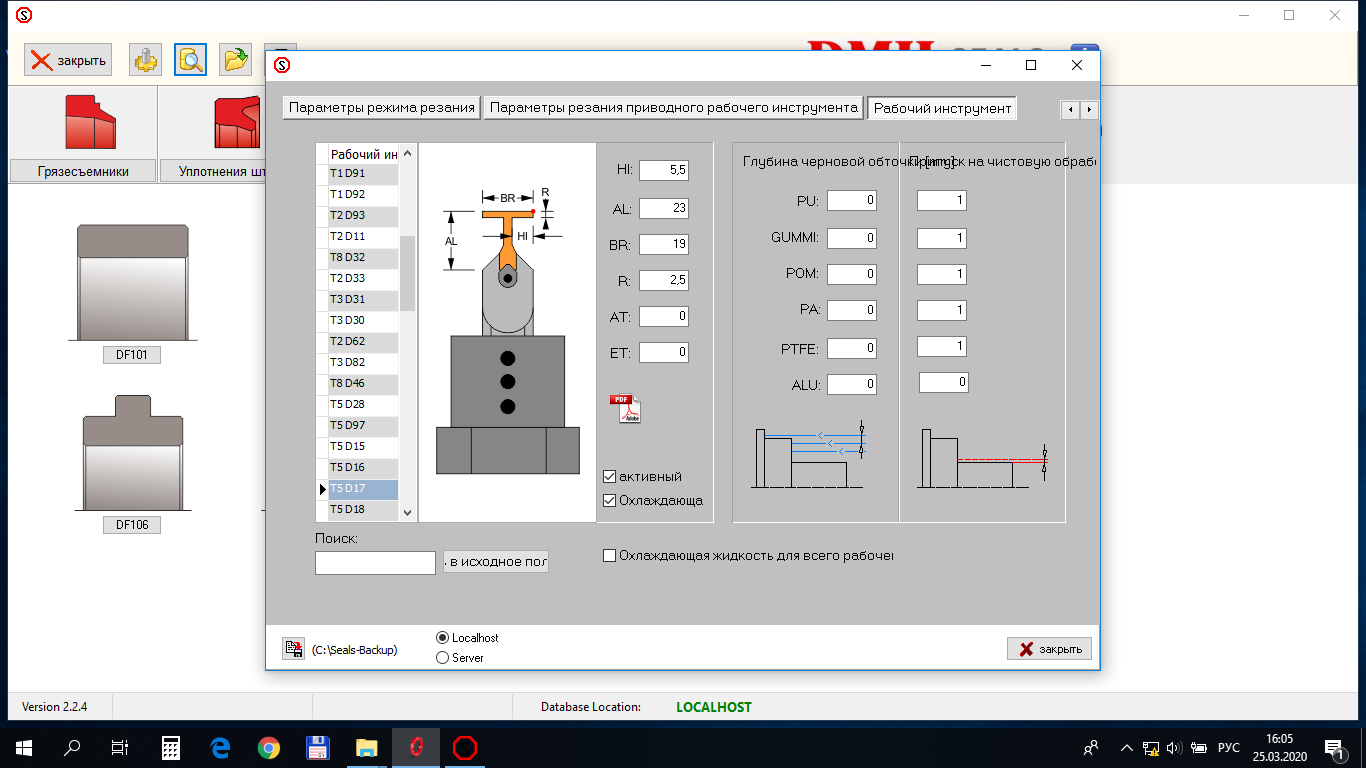 закрыть
Грязесъемники
Уплотнения шт
DF101
DF106
Параметры режима резания
Параметры резания приводного рабочего инструмента
Рабочий инструмент
Рабочий ин
T1 D91
T1 D92
T2 D93
T2 D11
T8 D32
T2 D33
T3 D31
T3 D30
T2 D62
T3 D82
T8 D46
T5 D28
T5 D97
T5 D15
T5 D16
T5 D17
T5 D18
BR
R
AL
HI
HI: 5,5
AL: 23
BR: 19
R: 2,5
AT: 0
ET: 0
PDF
Adobe
активный
Охлаждающа
Глубина черновой обточки [mm]
Припуск на чистовую обраб
PU: 0 1
GUMMI: 0 1
POM: 0 1
PA: 0 1
PTFE: 0 1
ALU: 0 0
Поиск:
в исходное пол
Охлаждающая жидкость для всего рабочег
(C:\Seals-Backup)
Localhost
Server
закрыть
Version 2.2.4
Database Location:
LOCALHOST
РУС
16:05
25.03.2020
1